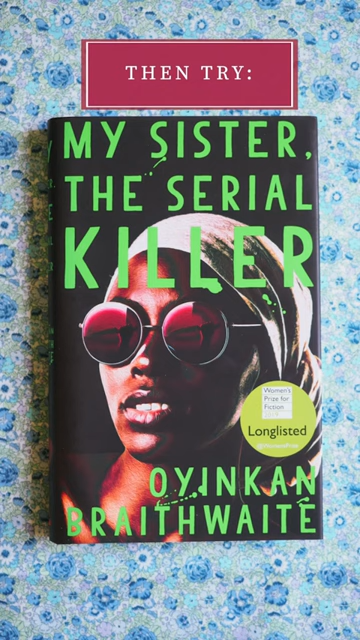 THEN TRY:
MY SISTER,
THE SERIAL
KILLER
Women's
Prize for
Fiction
Longlisted
OYINKAN
BRAITHWAITE